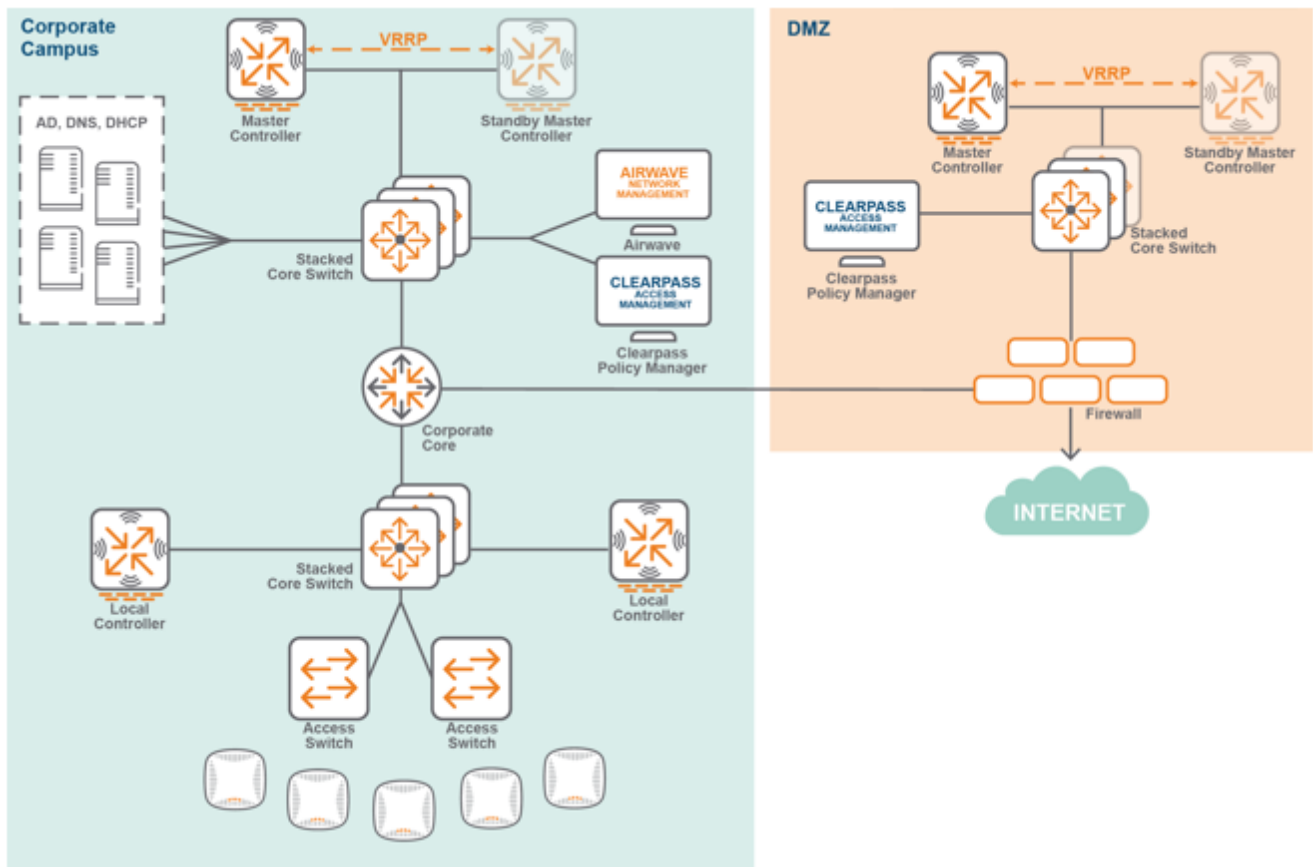 Corporate
Campus
VRRP
Master
Controller
Standby Master
Controller
AD, DNS, DHCP
AIRWAVE
NETWORK
MANAGEMENT
Airwave
Stacked
Core Switch
CLEARPASS
ACCESS
MANAGEMENT
Clearpass
Policy Manager
Corporate
Core
Stacked
Core Switch
Local
Controller
Local
Controller
Access
Switch
Access
Switch
DMZ
VRRP
Master
Controller
Standby Master
Controller
CLEARPASS
ACCESS
MANAGEMENT
Clearpass
Policy Manager
Stacked
Core Switch
Firewall
INTERNET